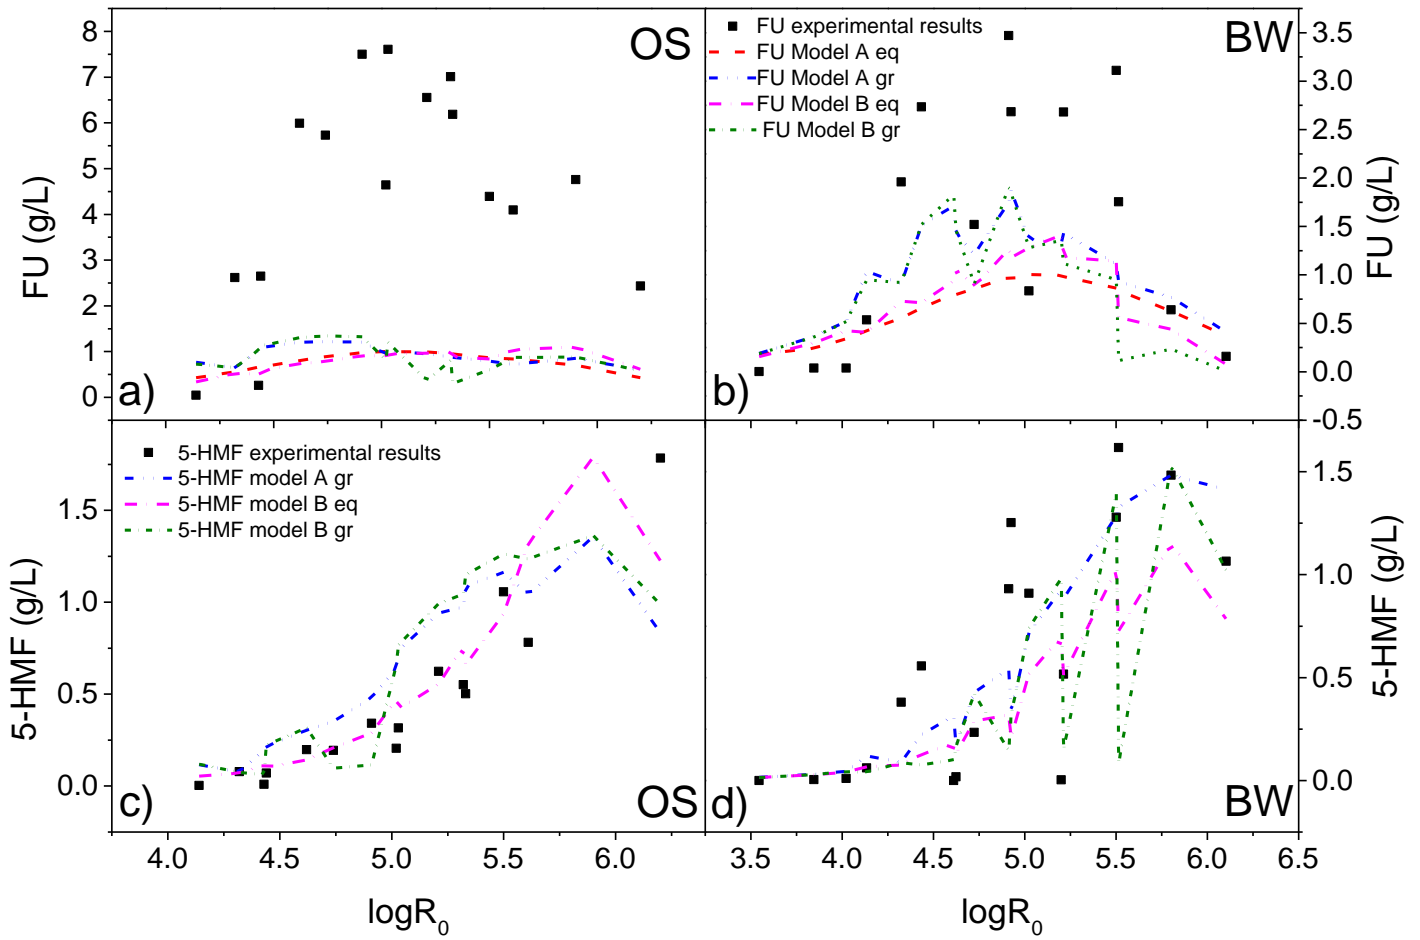 8
7
6
5
4
3
2
1
0
FU (g/L)
OS
a)
FU experimental results
FU Model A eq
FU Model A gr
FU Model B eq
FU Model B gr
BW
b)
3.5
3.0
2.5
2.0
1.5
1.0
0.5
0.0
-0.5
FU (g/L)
5-HMF experimental results
5-HMF model A gr
5-HMF model B eq
5-HMF model B gr
1.5
1.0
0.5
0.0
5-HMF (g/L)
c)
OS
4.0 4.5 5.0 5.5 6.0
logR0
d)
BW
1.5
1.0
0.5
0.0
5-HMF (g/L)
3.5 4.0 4.5 5.0 5.5 6.0 6.5
logR0